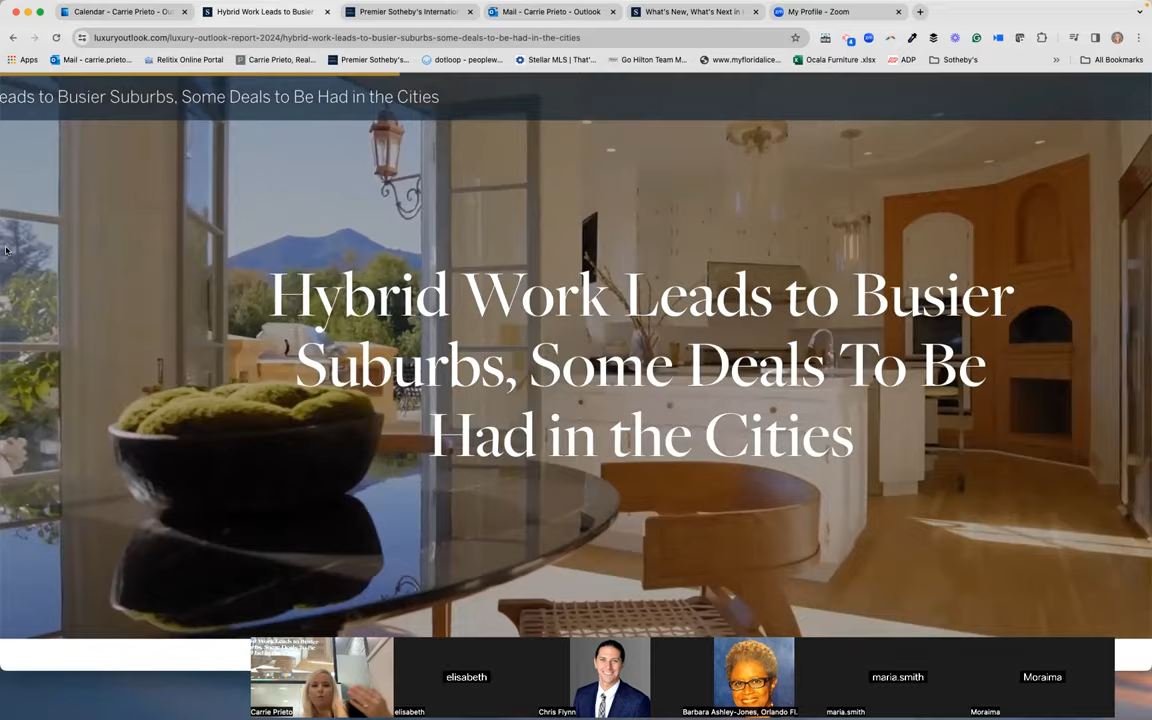 Calendar - Carrie Prieto - Out
Hybrid Work Leads to Busier
Premier Sotheby's Internation
Mail - Carrie Prieto - Outlook
What's New, What's Next in
My Profile - Zoom
luxuryoutlook.com/luxury-outlook-report-2024/hybrid-work-leads-to-busier-suburbs-some-deals-to-be-had-in-the-cities
Apps
Mail - carrie.prieto...
Relitix Online Portal
Carrie Prieto, Real...
Premier Sotheby's...
dotloop - peoplew...
Stellar MLS | That'...
Go Hilton Team M...
www.myfloridalice...
Ocala Furniture .xlsx
ADP
Sotheby's
All Bookmarks
eads to Busier Suburbs, Some Deals to Be Had in the Cities
Hybrid Work Leads to Busier
Suburbs, Some Deals To Be
Had in the Cities
elisabeth
maria.smith
Moraima
Carrie Prieto
elisabeth
Chris Flynn
Barbara Ashley-Jones, Orlando Fl.
maria.smith
Moraima